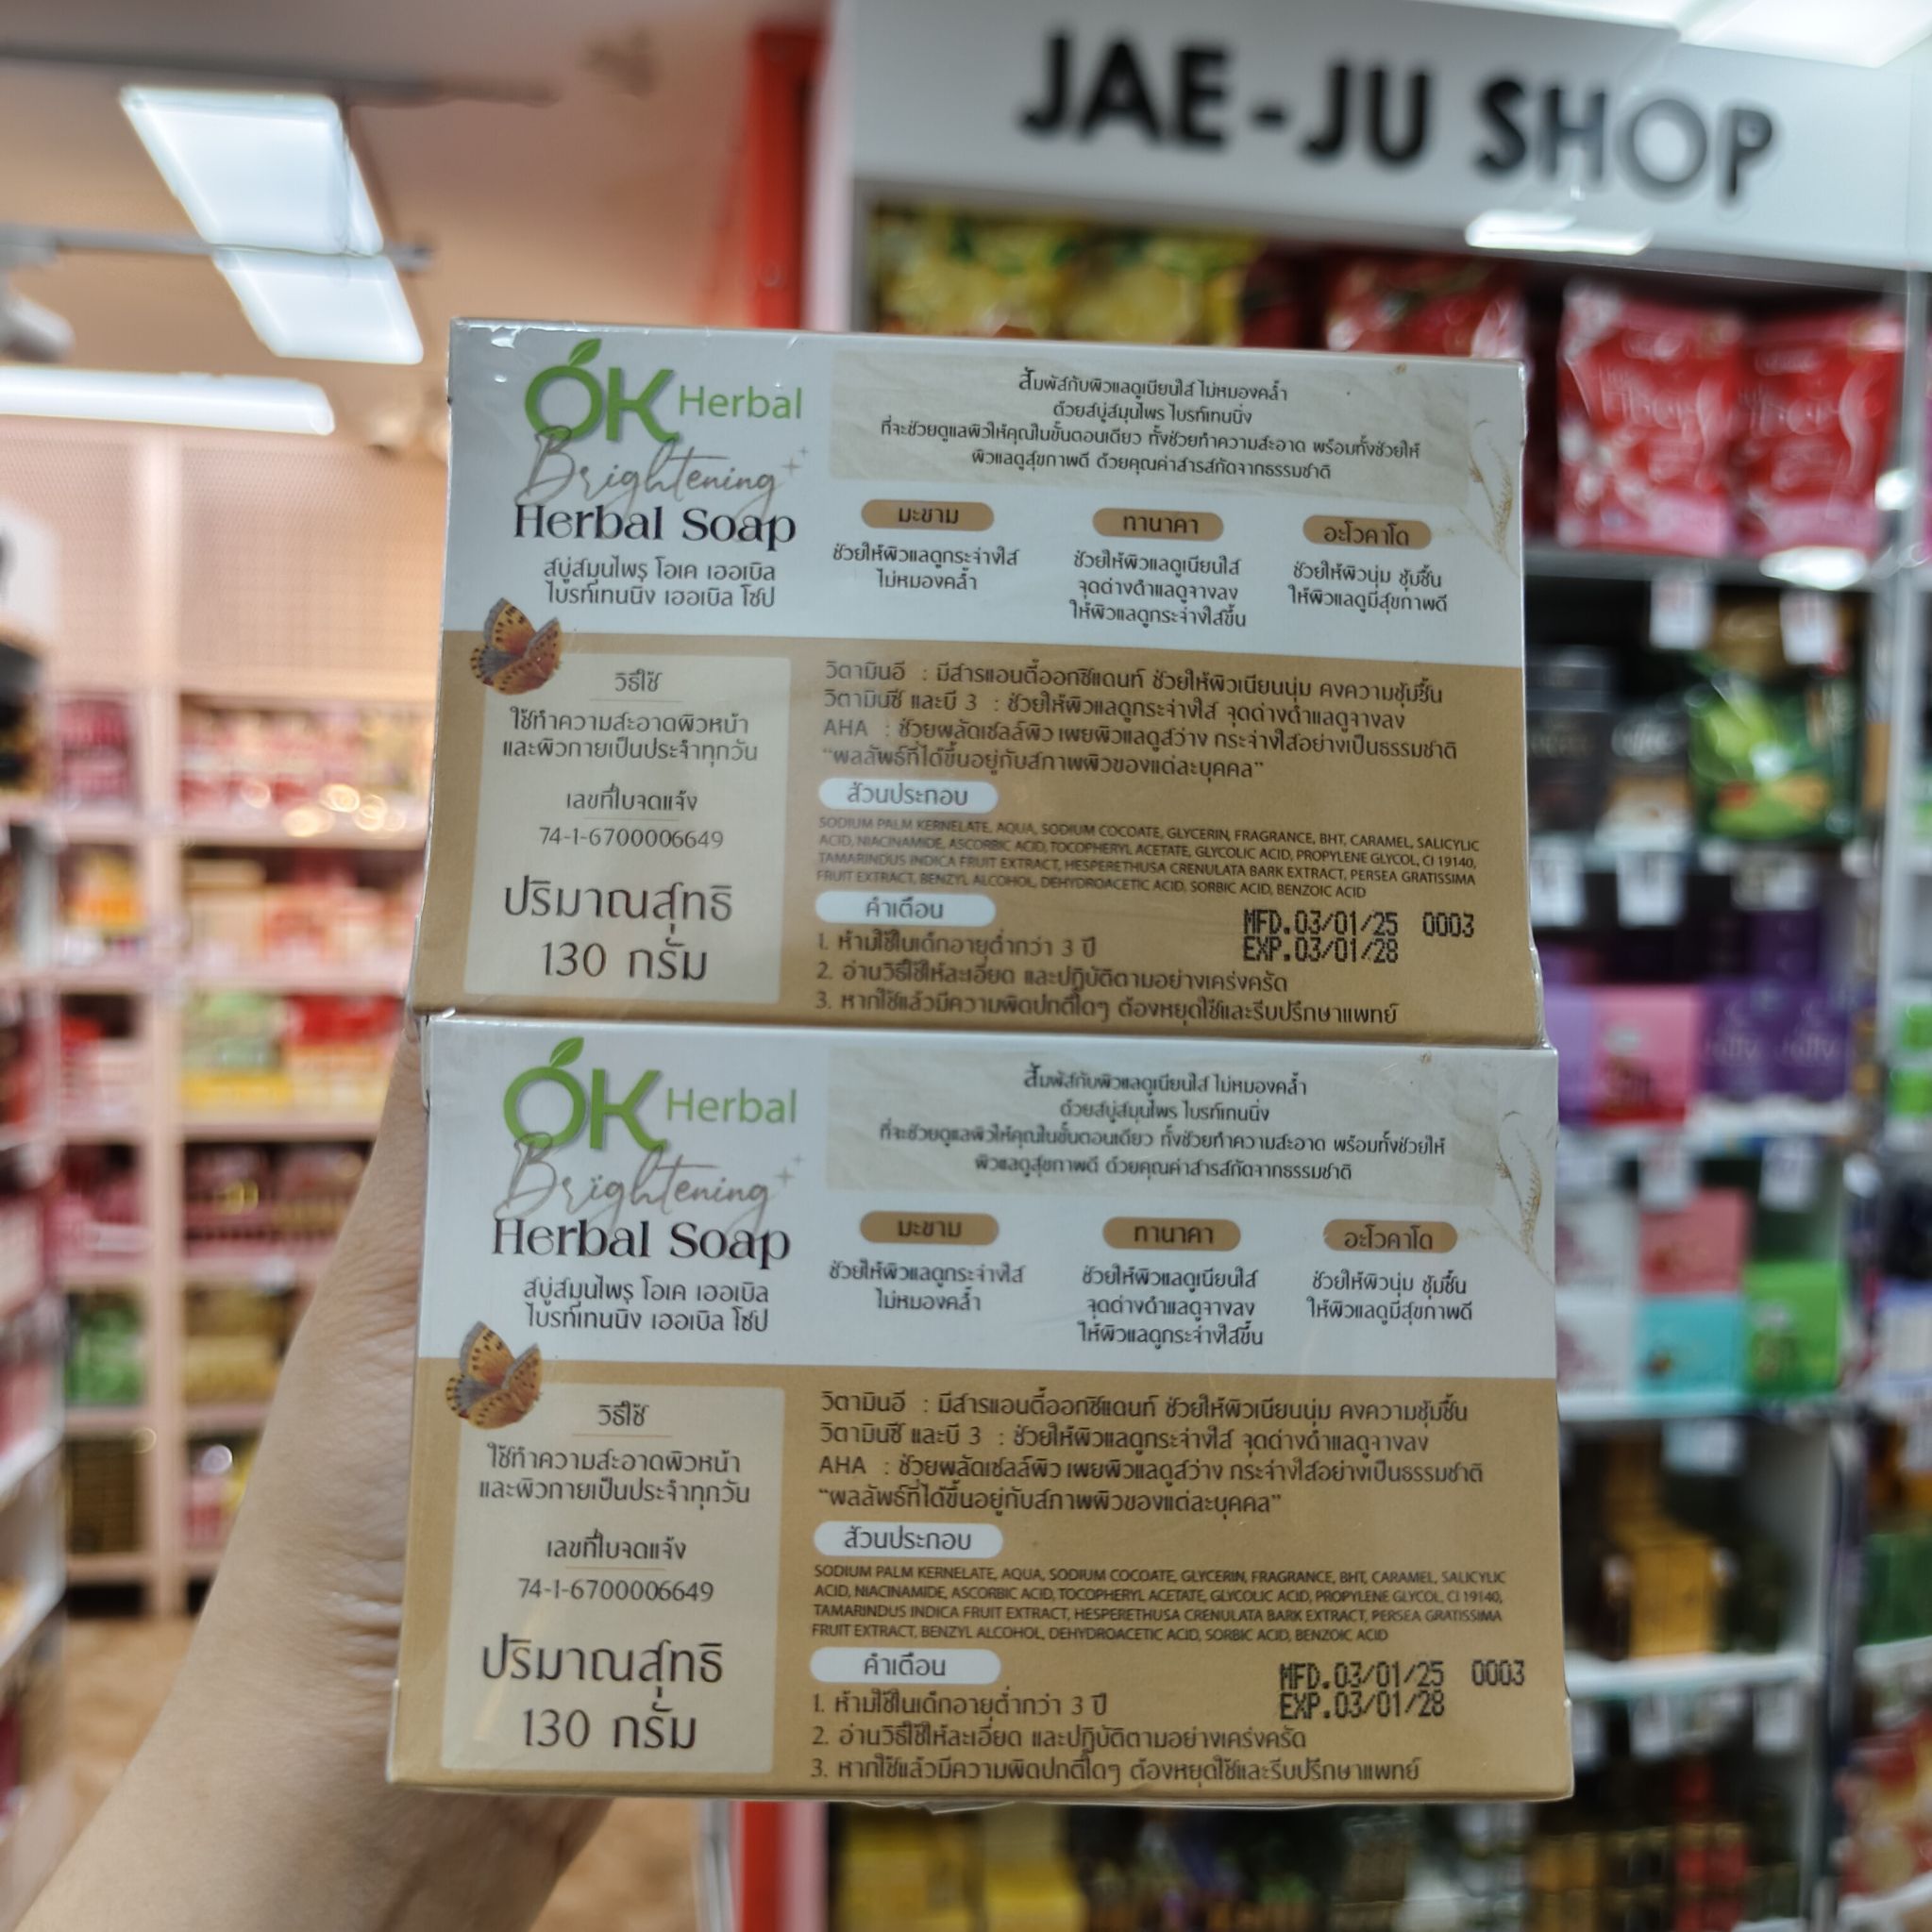 JAE-JU SHOP
OK Herbal
Brightening
Herbal Soap
สบู่สมุนไพร โอเค เฮอเบิล
ไบรท์เทนนิ่ง เฮอเบิล โซป
สัมผัสกับผิวแลดูเนียนใส ไม่หมองคล้ำ
ด้วยสบู่สมุนไพร ไบรท์เทนนิ่ง
ที่จะช่วยดูแลผิวให้คุณในขั้นตอนเดียว ทั้งช่วยทำความสะอาด พร้อมทั้งช่วยให้
ผิวแลดูสุขภาพดี ด้วยคุณค่าสารสกัดจากธรรมชาติ
มะขาม
ช่วยให้ผิวแลดูกระจ่างใส
ไม่หมองคล้ำ
ทานาคา
ช่วยให้ผิวแลดูเนียนใส
จุดด่างดำแลดูจางลง
ให้ผิวแลดูกระจ่างใสขึ้น
อะโวคาโด
ช่วยให้ผิวนุ่ม ชุ่มชื้น
ให้ผิวแลดูมีสุขภาพดี
วิธีใช้
ใช้ทำความสะอาดผิวหน้า
และผิวกายเป็นประจำทุกวัน
เลขที่ใบจดแจ้ง
74-1-6700006649
ปริมาณสุทธิ
130 กรัม
วิตามินอี : มีสารแอนตี้ออกซิแดนท์ ช่วยให้ผิวเนียนนุ่ม คงความชุ่มชื้น
วิตามินซี และบี 3 : ช่วยให้ผิวแลดูกระจ่างใส จุดด่างดำแลดูจางลง
AHA : ช่วยผลัดเซลล์ผิว เผยผิวแลดูสว่าง กระจ่างใสอย่างเป็นธรรมชาติ
“ผลลัพธ์ที่ได้ขึ้นอยู่กับสภาพผิวของแต่ละบุคคล”
ส่วนประกอบ
SODIUM PALM KERNELATE, AQUA, SODIUM COCOATE, GLYCERIN, FRAGRANCE, BHT, CARAMEL, SALICYLIC
ACID, NIACINAMIDE, ASCORBIC ACID, TOCOPHERYL ACETATE, GLYCOLIC ACID, PROPYLENE GLYCOL, CI 19140,
TAMARINDUS INDICA FRUIT EXTRACT, HESPERETHUSA CRENULATA BARK EXTRACT, PERSEA GRATISSIMA
FRUIT EXTRACT, BENZYL ALCOHOL, DEHYDROACETIC ACID, SORBIC ACID, BENZOIC ACID
คำเตือน
MFD.03/01/25 0003
EXP.03/01/28
1. ห้ามใช้ในเด็กอายุต่ำกว่า 3 ปี
2. อ่านวิธีใช้ให้ละเอียด และปฏิบัติตามอย่างเคร่งครัด
3. หากใช้แล้วมีความผิดปกติใดๆ ต้องหยุดใช้และรีบปรึกษาแพทย์
OK Herbal
Brightening
Herbal Soap
สบู่สมุนไพร โอเค เฮอเบิล
ไบรท์เทนนิ่ง เฮอเบิล โซป
สัมผัสกับผิวแลดูเนียนใส ไม่หมองคล้ำ
ด้วยสบู่สมุนไพร ไบรท์เทนนิ่ง
ที่จะช่วยดูแลผิวให้คุณในขั้นตอนเดียว ทั้งช่วยทำความสะอาด พร้อมทั้งช่วยให้
ผิวแลดูสุขภาพดี ด้วยคุณค่าสารสกัดจากธรรมชาติ
มะขาม
ช่วยให้ผิวแลดูกระจ่างใส
ไม่หมองคล้ำ
ทานาคา
ช่วยให้ผิวแลดูเนียนใส
จุดด่างดำแลดูจางลง
ให้ผิวแลดูกระจ่างใสขึ้น
อะโวคาโด
ช่วยให้ผิวนุ่ม ชุ่มชื้น
ให้ผิวแลดูมีสุขภาพดี
วิธีใช้
ใช้ทำความสะอาดผิวหน้า
และผิวกายเป็นประจำทุกวัน
เลขที่ใบจดแจ้ง
74-1-6700006649
ปริมาณสุทธิ
130 กรัม
วิตามินอี : มีสารแอนตี้ออกซิแดนท์ ช่วยให้ผิวเนียนนุ่ม คงความชุ่มชื้น
วิตามินซี และบี 3 : ช่วยให้ผิวแลดูกระจ่างใส จุดด่างดำแลดูจางลง
AHA : ช่วยผลัดเซลล์ผิว เผยผิวแลดูสว่าง กระจ่างใสอย่างเป็นธรรมชาติ
“ผลลัพธ์ที่ได้ขึ้นอยู่กับสภาพผิวของแต่ละบุคคล”
ส่วนประกอบ
SODIUM PALM KERNELATE, AQUA, SODIUM COCOATE, GLYCERIN, FRAGRANCE, BHT, CARAMEL, SALICYLIC
ACID, NIACINAMIDE, ASCORBIC ACID, TOCOPHERYL ACETATE, GLYCOLIC ACID, PROPYLENE GLYCOL, CI 19140,
TAMARINDUS INDICA FRUIT EXTRACT, HESPERETHUSA CRENULATA BARK EXTRACT, PERSEA GRATISSIMA
FRUIT EXTRACT, BENZYL ALCOHOL, DEHYDROACETIC ACID, SORBIC ACID, BENZOIC ACID
คำเตือน
MFD.03/01/25 0003
EXP.03/01/28
1. ห้ามใช้ในเด็กอายุต่ำกว่า 3 ปี
2. อ่านวิธีใช้ให้ละเอียด และปฏิบัติตามอย่างเคร่งครัด
3. หากใช้แล้วมีความผิดปกติใดๆ ต้องหยุดใช้และรีบปรึกษาแพทย์